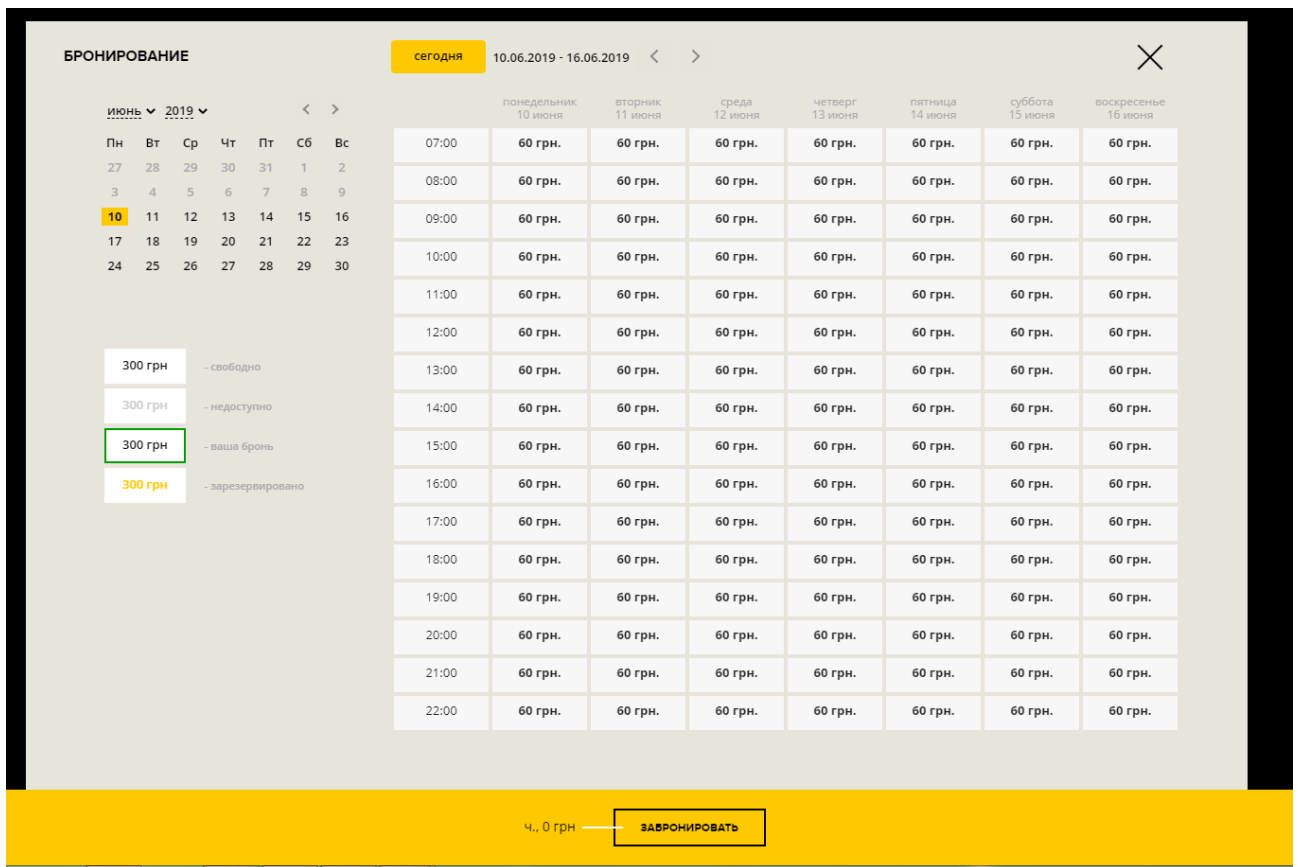 БРОНИРОВАНИЕ
сегодня 10.06.2019 - 16.06.2019
июнь 2019
Пн Вт Ср Чт Пт Сб Вс
27 28 29 30 31 1 2
3 4 5 6 7 8 9
10 11 12 13 14 15 16
17 18 19 20 21 22 23
24 25 26 27 28 29 30
300 грн - свободно
300 грн - недоступно
300 грн - ваша бронь
300 грн - зарезервировано
понедельник вторник среда четверг пятница суббота воскресенье
10 июня 11 июня 12 июня 13 июня 14 июня 15 июня 16 июня
07:00 60 грн. 60 грн. 60 грн. 60 грн. 60 грн. 60 грн. 60 грн.
08:00 60 грн. 60 грн. 60 грн. 60 грн. 60 грн. 60 грн. 60 грн.
09:00 60 грн. 60 грн. 60 грн. 60 грн. 60 грн. 60 грн. 60 грн.
10:00 60 грн. 60 грн. 60 грн. 60 грн. 60 грн. 60 грн. 60 грн.
11:00 60 грн. 60 грн. 60 грн. 60 грн. 60 грн. 60 грн. 60 грн.
12:00 60 грн. 60 грн. 60 грн. 60 грн. 60 грн. 60 грн. 60 грн.
13:00 60 грн. 60 грн. 60 грн. 60 грн. 60 грн. 60 грн. 60 грн.
14:00 60 грн. 60 грн. 60 грн. 60 грн. 60 грн. 60 грн. 60 грн.
15:00 60 грн. 60 грн. 60 грн. 60 грн. 60 грн. 60 грн. 60 грн.
16:00 60 грн. 60 грн. 60 грн. 60 грн. 60 грн. 60 грн. 60 грн.
17:00 60 грн. 60 грн. 60 грн. 60 грн. 60 грн. 60 грн. 60 грн.
18:00 60 грн. 60 грн. 60 грн. 60 грн. 60 грн. 60 грн. 60 грн.
19:00 60 грн. 60 грн. 60 грн. 60 грн. 60 грн. 60 грн. 60 грн.
20:00 60 грн. 60 грн. 60 грн. 60 грн. 60 грн. 60 грн. 60 грн.
21:00 60 грн. 60 грн. 60 грн. 60 грн. 60 грн. 60 грн. 60 грн.
22:00 60 грн. 60 грн. 60 грн. 60 грн. 60 грн. 60 грн. 60 грн.
ч., 0 грн ЗАБРОНИРОВАТЬ